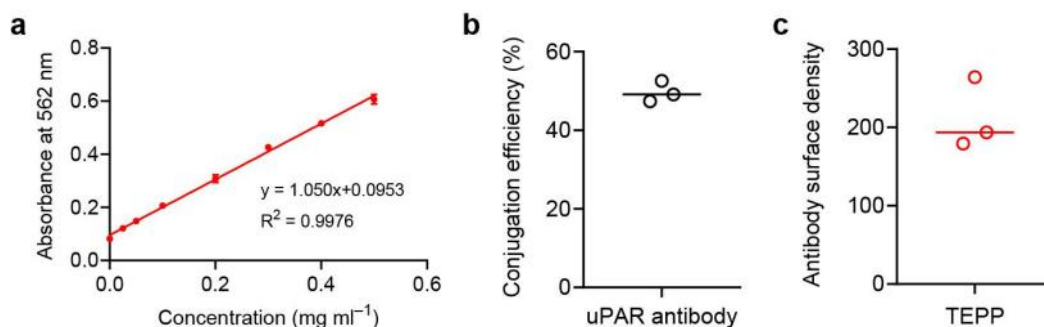 a
Absorbance at 562 nm
0.8
0.6
0.4
0.2
0.0
y = 1.050x+0.0953
R² = 0.9976
0.0 0.2 0.4 0.6
Concentration (mg ml⁻¹)
b
Conjugation efficiency (%)
60
40
20
0
uPAR antibody
c
Antibody surface density
300
200
100
0
TEPP